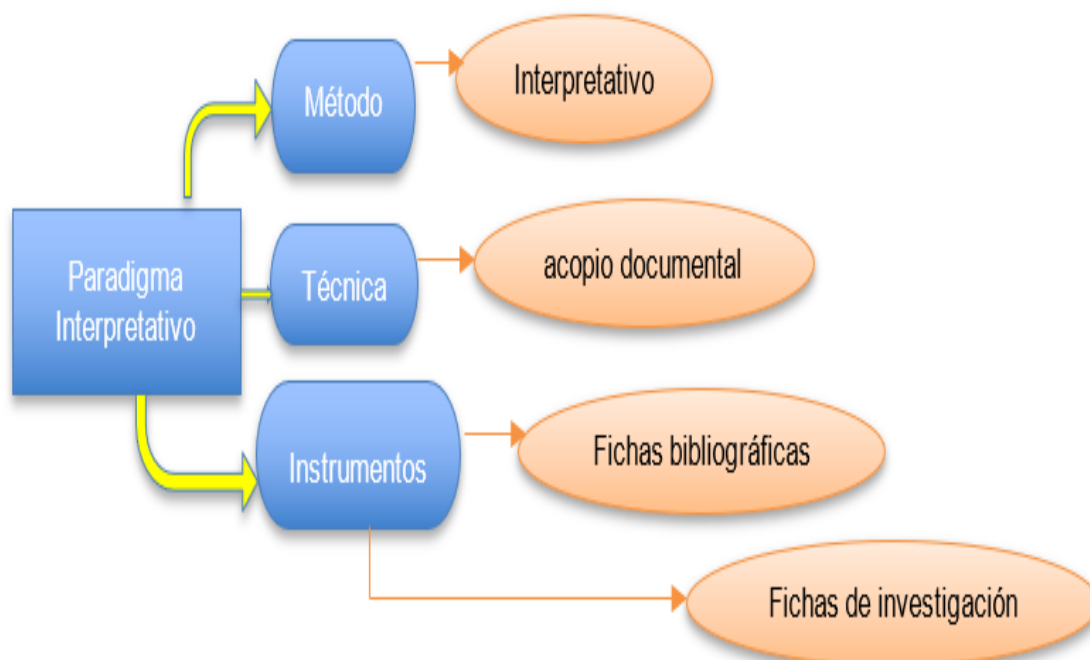 Paradigma
Interpretativo
Método
Interpretativo
Técnica
acopio documental
Instrumentos
Fichas bibliográficas
Fichas de investigación